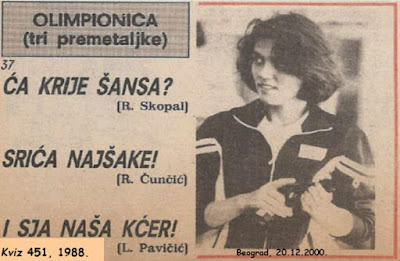 OLIMPIONICA
(tri premetaljke)
37
ĆA KRIJE ŠANSA?
(R. Skopal)
SRIĆA NAJŠAKE!
(R. Čunčić)
I SJA NAŠA KĆER!
(L. Pavičić)
Kviz 451, 1988.
Beograd, 20.12.2000.